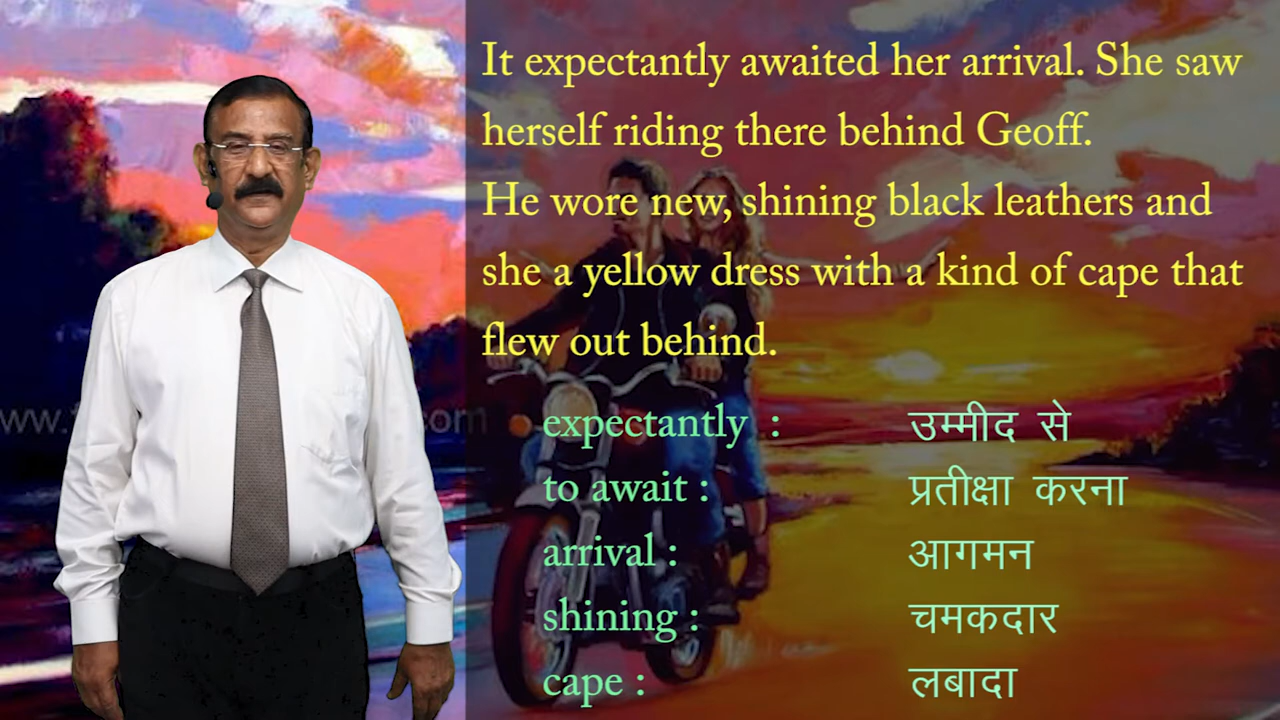 It expectantly awaited her arrival. She saw
herself riding there behind Geoff.
He wore new, shining black leathers and
she a yellow dress with a kind of cape that
flew out behind.
expectantly : उम्मीद से
to await : प्रतीक्षा करना
arrival : आगमन
shining : चमकदार
cape : लबादा